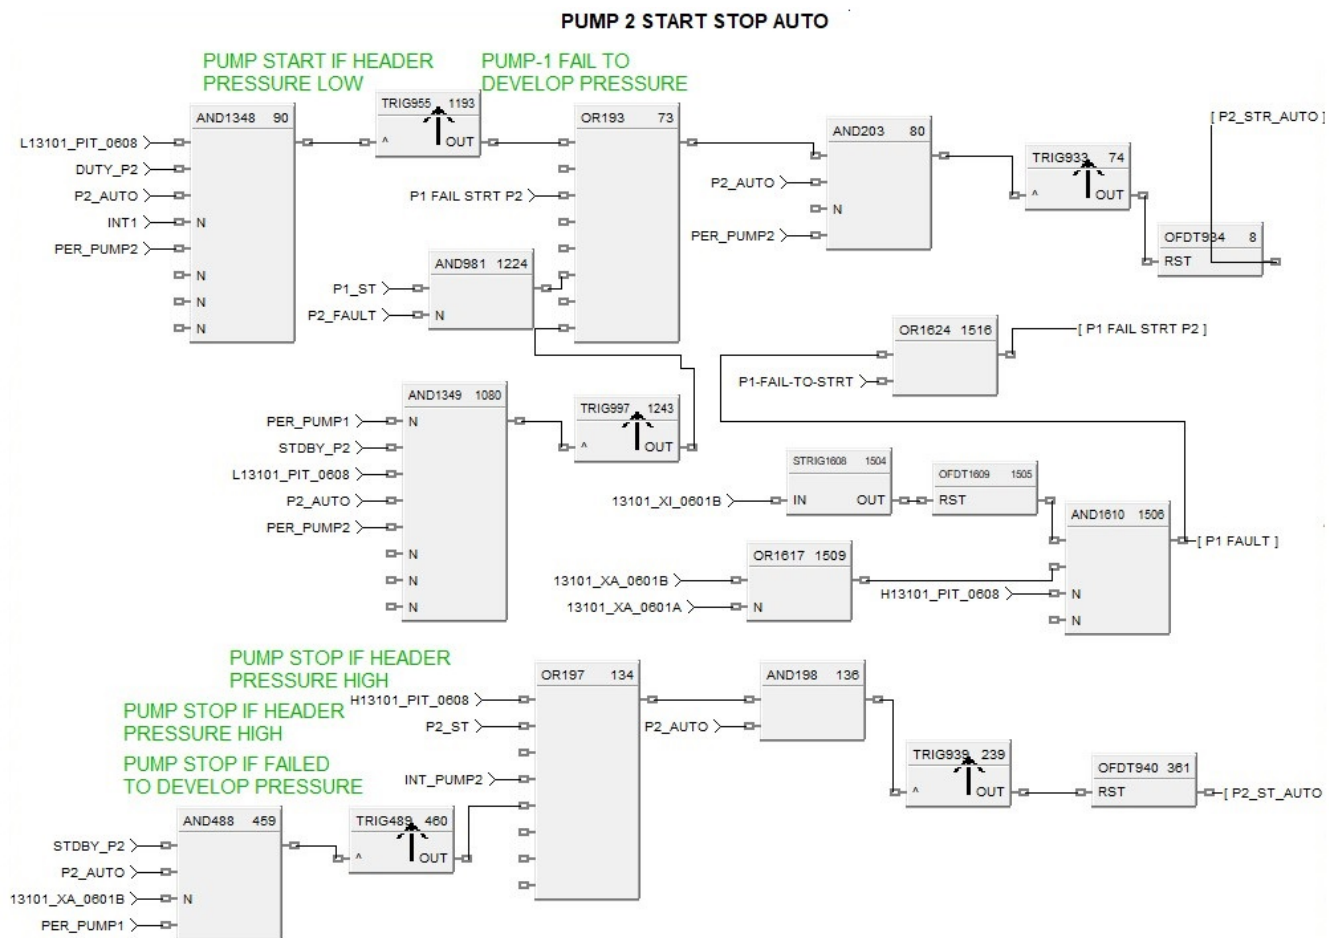 PUMP 2 START STOP AUTO
PUMP START IF HEADER
PRESSURE LOW
PUMP-1 FAIL TO
DEVELOP PRESSURE
AND1348 90
L13101_PIT_0608
DUTY_P2
P2_AUTO
INT1 N
PER_PUMP2
N
N
N
TRIG955 1193
^ OUT
OR193 73
P1 FAIL STRT P2
AND981 1224
P1_ST
P2_FAULT N
AND203 80
P2_AUTO
N
PER_PUMP2
TRIG933 74
^ OUT
[ P2_STR_AUTO ]
OFDT934 8
RST
OR1624 1516
P1-FAIL-TO-STRT
[ P1 FAIL STRT P2 ]
AND1349 1080
PER_PUMP1 N
STDBY_P2
L13101_PIT_0608
P2_AUTO
PER_PUMP2
N
N
N
TRIG997 1243
^ OUT
STRIG1608 1504
13101_XI_0601B IN OUT
OFDT1609 1505
RST
OR1617 1509
13101_XA_0601B
13101_XA_0601A N
AND1610 1506
H13101_PIT_0608 N
N
[ P1 FAULT ]
PUMP STOP IF HEADER
PRESSURE HIGH
PUMP STOP IF HEADER
PRESSURE HIGH
PUMP STOP IF FAILED
TO DEVELOP PRESSURE
OR197 134
H13101_PIT_0608
P2_ST
INT_PUMP2
AND198 136
P2_AUTO
TRIG939 239
^ OUT
OFDT940 361
RST
[ P2_ST_AUTO
AND488 459
STDBY_P2
P2_AUTO
13101_XA_0601B N
PER_PUMP1
TRIG489 460
^ OUT